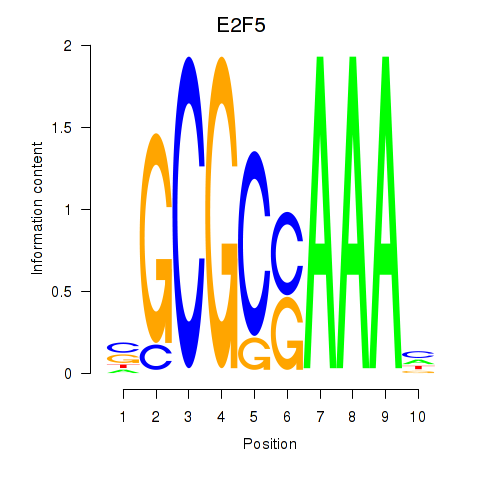 E2F5
2
1.5
1
0.5
0
Information content
C G T A
G C
C
G
C G
C G
A
A
A
C A T G
1 2 3 4 5 6 7 8 9 10
Position